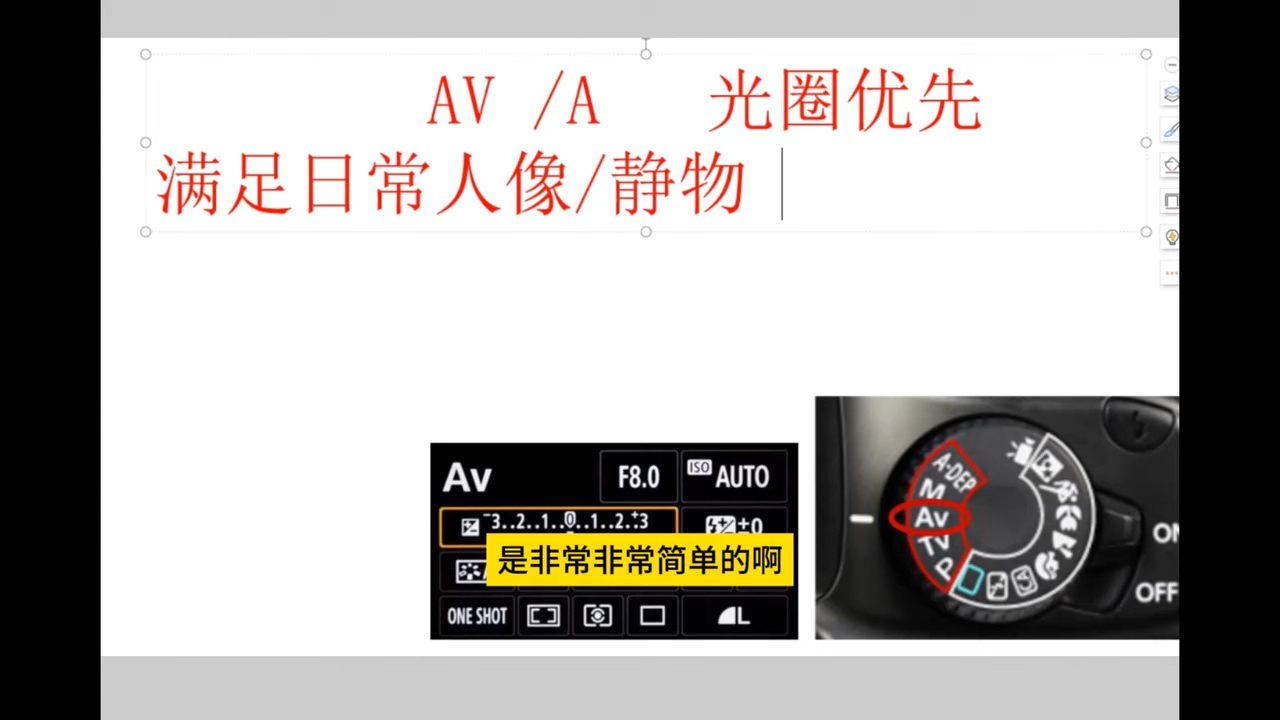 AV /A 光圈优先
满足日常人像/静物
Av F8.0 ISO AUTO
-3..2..1..0..1..2.+3 ±0
是非常非常简单的啊
ONE SHOT L
A-DEP
M
Av
Tv
P
CA
ON
OFF